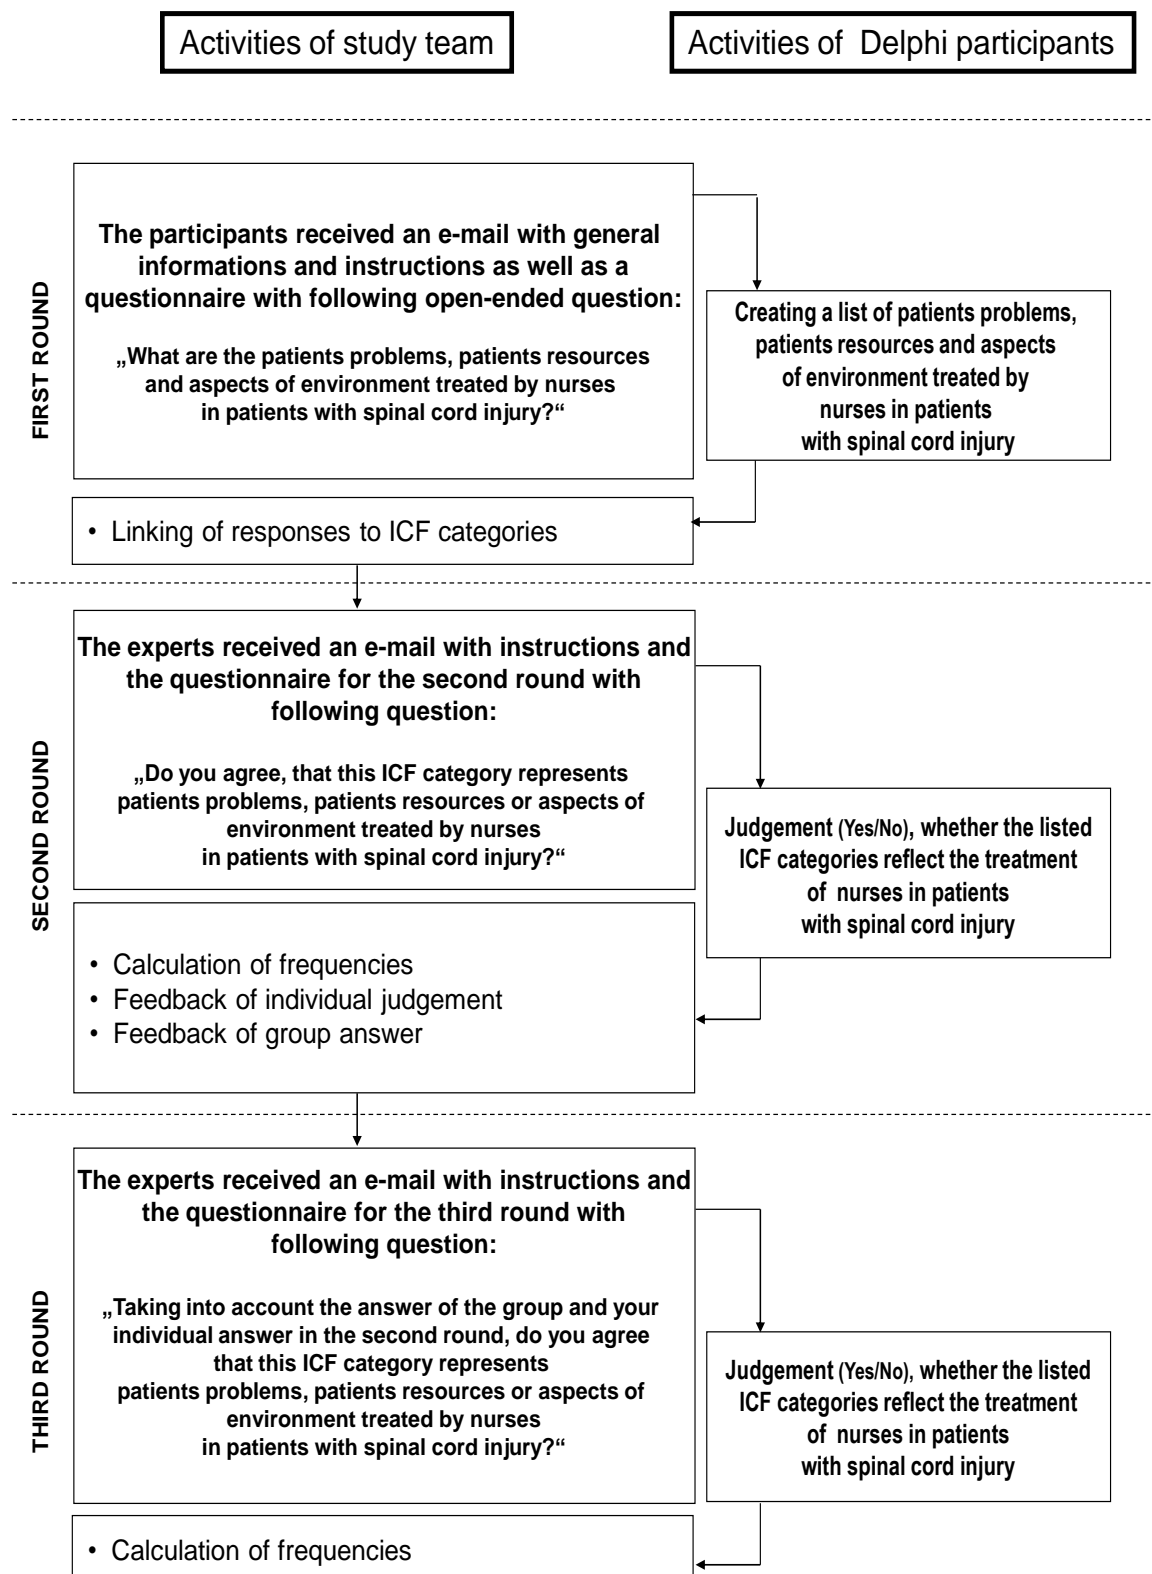 Activities of study team
Activities of Delphi participants
FIRST ROUND
The participants received an e-mail with general
informations and instructions as well as a
questionnaire with following open-ended question:
„What are the patients problems, patients resources
and aspects of environment treated by nurses
in patients with spinal cord injury?“
Creating a list of patients problems,
patients resources and aspects
of environment treated by
nurses in patients
with spinal cord injury
• Linking of responses to ICF categories
SECOND ROUND
The experts received an e-mail with instructions and
the questionnaire for the second round with
following question:
„Do you agree, that this ICF category represents
patients problems, patients resources or aspects of
environment treated by nurses
in patients with spinal cord injury?“
Judgement (Yes/No), whether the listed
ICF categories reflect the treatment
of nurses in patients
with spinal cord injury
• Calculation of frequencies
• Feedback of individual judgement
• Feedback of group answer
THIRD ROUND
The experts received an e-mail with instructions and
the questionnaire for the third round with
following question:
„Taking into account the answer of the group and your
individual answer in the second round, do you agree
that this ICF category represents
patients problems, patients resources or aspects of
environment treated by nurses
in patients with spinal cord injury?“
Judgement (Yes/No), whether the listed
ICF categories reflect the treatment
of nurses in patients
with spinal cord injury
• Calculation of frequencies